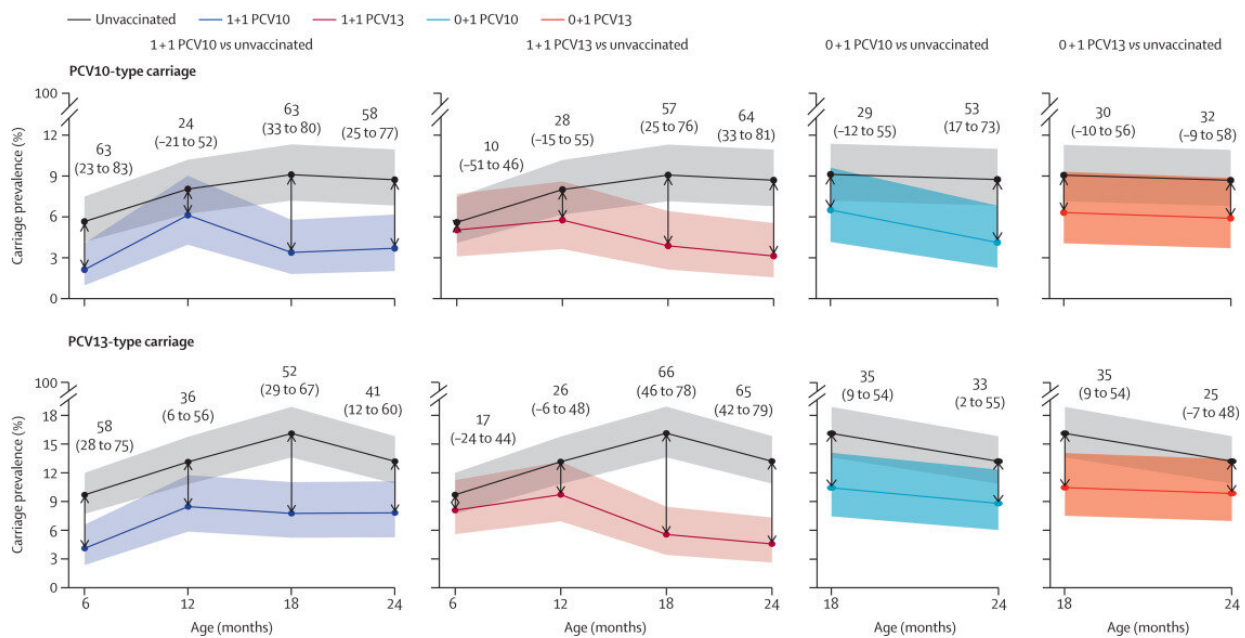 Unvaccinated 1+1 PCV10 1+1 PCV13 0+1 PCV10 0+1 PCV13
1+1 PCV10 vs unvaccinated 1+1 PCV13 vs unvaccinated 0+1 PCV10 vs unvaccinated 0+1 PCV13 vs unvaccinated
PCV10-type carriage
Carriage prevalence (%)
100
12
9
6
3
0
63
(23 to 83)
24
(−21 to 52)
63
(33 to 80)
58
(25 to 77)
10
(−51 to 46)
28
(−15 to 55)
57
(25 to 76)
64
(33 to 81)
29
(−12 to 55)
53
(17 to 73)
30
(−10 to 56)
32
(−9 to 58)
PCV13-type carriage
Carriage prevalence (%)
100
18
15
12
9
6
3
0
58
(28 to 75)
36
(6 to 56)
52
(29 to 67)
41
(12 to 60)
17
(−24 to 44)
26
(−6 to 48)
66
(46 to 78)
65
(42 to 79)
35
(9 to 54)
33
(2 to 55)
35
(9 to 54)
25
(−7 to 48)
6 12 18 24 6 12 18 24 18 24 18 24
Age (months) Age (months) Age (months) Age (months)